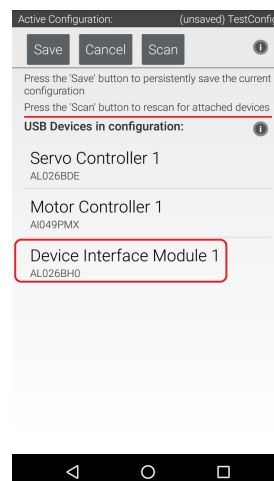 Active Configuration: (unsaved) TestConfig
Save Cancel Scan
Press the 'Save' button to persistently save the current
configuration
Press the 'Scan' button to rescan for attached devices
USB Devices in configuration:
Servo Controller 1
AL026BDE
Motor Controller 1
AI049PMX
Device Interface Module 1
AL026BH0